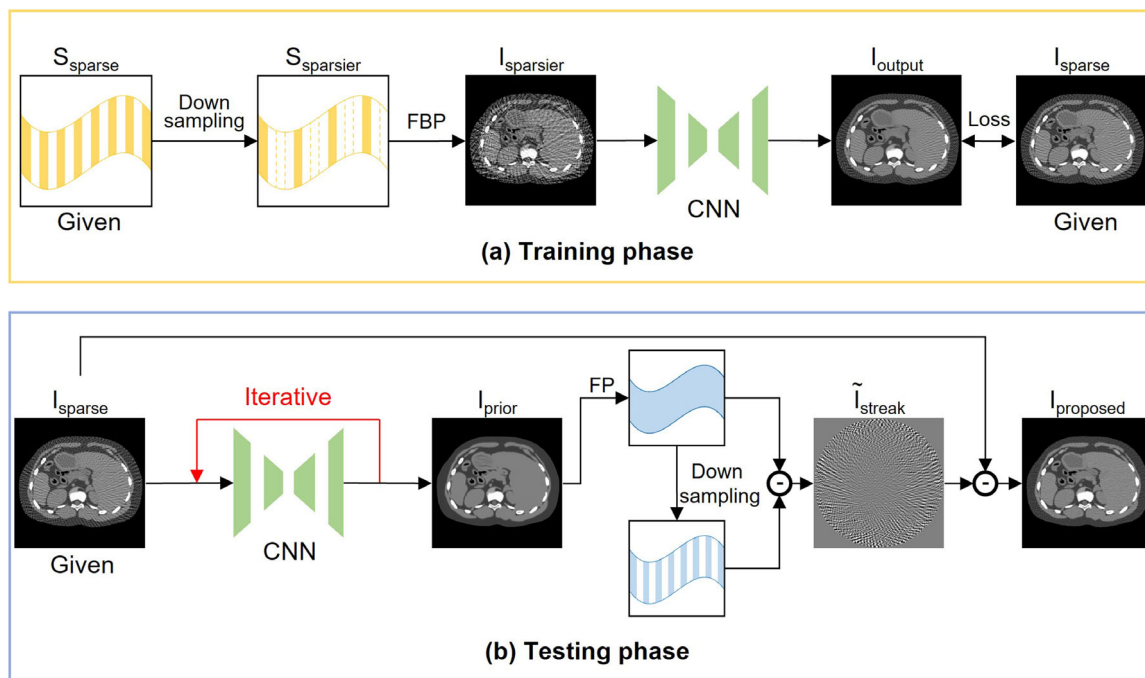 S_sparse
S_sparsier
I_sparsier
I_output
I_sparse
Down
sampling
FBP
Loss
Given
CNN
Given
(a) Training phase
I_sparse
Iterative
I_prior
FP
Ĩ_streak
I_proposed
Down
sampling
-
-
Given
CNN
(b) Testing phase